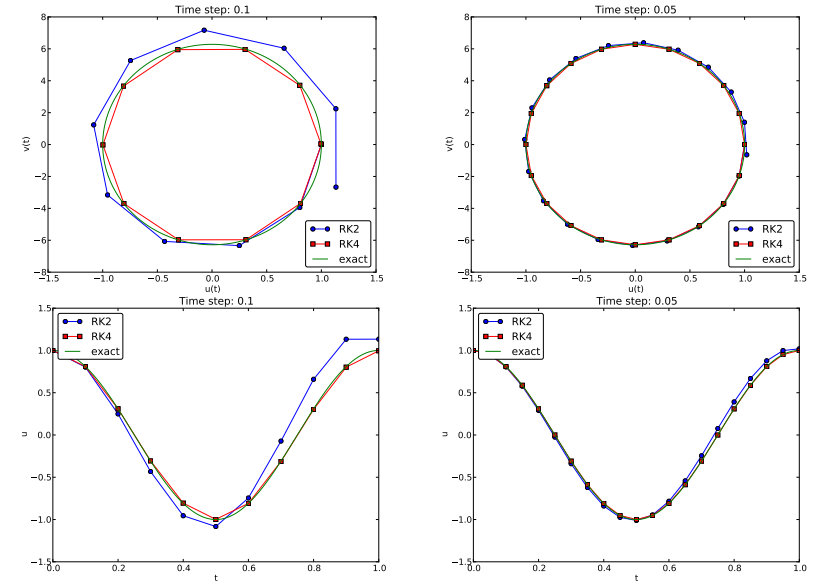 Time step: 0.1
8
6
4
2
0
−2
−4
−6
−8
v(t)
−1.5 −1.0 −0.5 0.0 0.5 1.0 1.5
u(t)
RK2
RK4
exact
Time step: 0.05
8
6
4
2
0
−2
−4
−6
−8
v(t)
−1.5 −1.0 −0.5 0.0 0.5 1.0 1.5
u(t)
RK2
RK4
exact
Time step: 0.1
1.5
1.0
0.5
0.0
−0.5
−1.0
−1.5
u
0.0 0.2 0.4 0.6 0.8 1.0
t
RK2
RK4
exact
Time step: 0.05
1.5
1.0
0.5
0.0
−0.5
−1.0
−1.5
u
0.0 0.2 0.4 0.6 0.8 1.0
t
RK2
RK4
exact